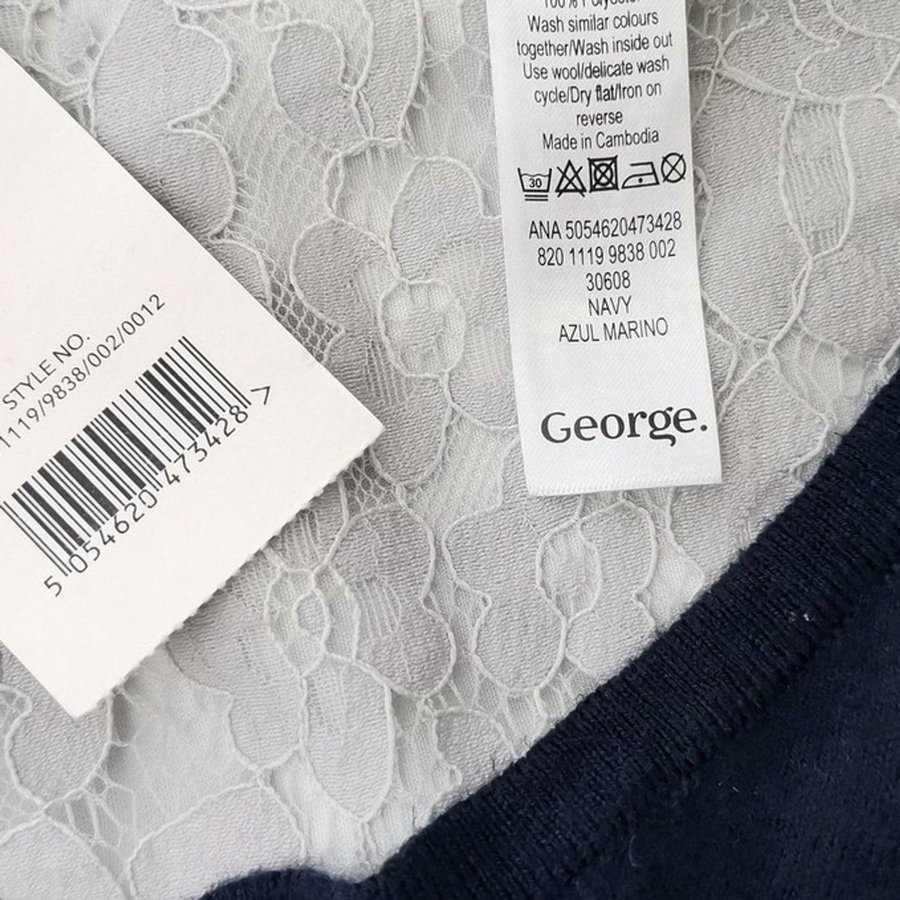 STYLE NO.
1119/9838/002/0012
5 054620 473428 >
100% Polyester
Wash similar colours
together/Wash inside out
Use wool/delicate wash
cycle/Dry flat/Iron on
reverse
Made in Cambodia
30
ANA 5054620473428
820 1119 9838 002
30608
NAVY
AZUL MARINO
George.